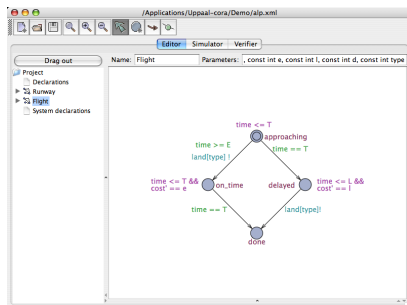 /Applications/Uppaal-cora/Demo/alp.xml
Editor Simulator Verifier
Drag out
Name: Flight Parameters: , const int e, const int l, const int d, const int type
Project
Declarations
Runway
Flight
System declarations
time <= T
approaching
time >= E
time == T
land[type] !
time <= T &&
cost' == e
on_time
delayed
time <= L &&
cost' == l
time == T
land[type]!
done